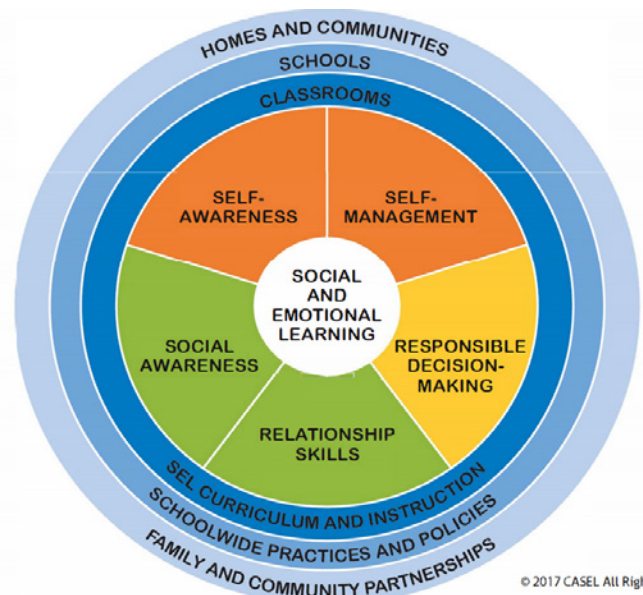 HOMES AND COMMUNITIES
SCHOOLS
CLASSROOMS
SELF-
AWARENESS
SELF-
MANAGEMENT
SOCIAL
AND
EMOTIONAL
LEARNING
SOCIAL
AWARENESS
RESPONSIBLE
DECISION-
MAKING
RELATIONSHIP
SKILLS
SEL CURRICULUM AND INSTRUCTION
SCHOOLWIDE PRACTICES AND POLICIES
FAMILY AND COMMUNITY PARTNERSHIPS
© 2017 CASEL All Righ